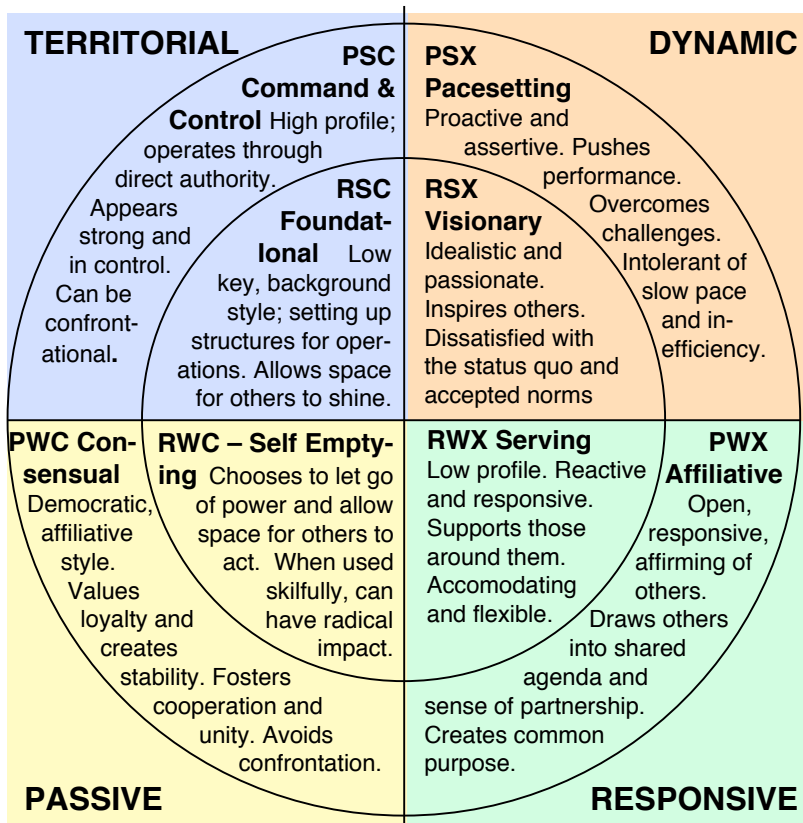 TERRITORIAL
PSC
Command &
Control High profile;
operates through
direct authority.
Appears
strong and
in control.
Can be
confront-
ational.
RSC
Foundat-
ional Low
key, background
style; setting up
structures for oper-
ations. Allows space
for others to shine.
DYNAMIC
PSX
Pacesetting
Proactive and
assertive. Pushes
performance.
Overcomes
challenges.
Intolerant of
slow pace
and in-
efficiency.
RSX
Visionary
Idealistic and
passionate.
Inspires others.
Dissatisfied with
the status quo and
accepted norms
PWC Con-
sensual
Democratic,
affiliative
style.
Values
loyalty and
creates
stability. Fosters
cooperation and
unity. Avoids
confrontation.
RWC – Self Empty-
ing Chooses to let go
of power and allow
space for others to
act. When used
skilfully, can
have radical
impact.
PASSIVE
RWX Serving
Low profile. Reactive
and responsive.
Supports those
around them.
Accomodating
and flexible.
PWX
Affiliative
Open,
responsive,
affirming of
others.
Draws others
into shared
agenda and
sense of partnership.
Creates common
purpose.
RESPONSIVE